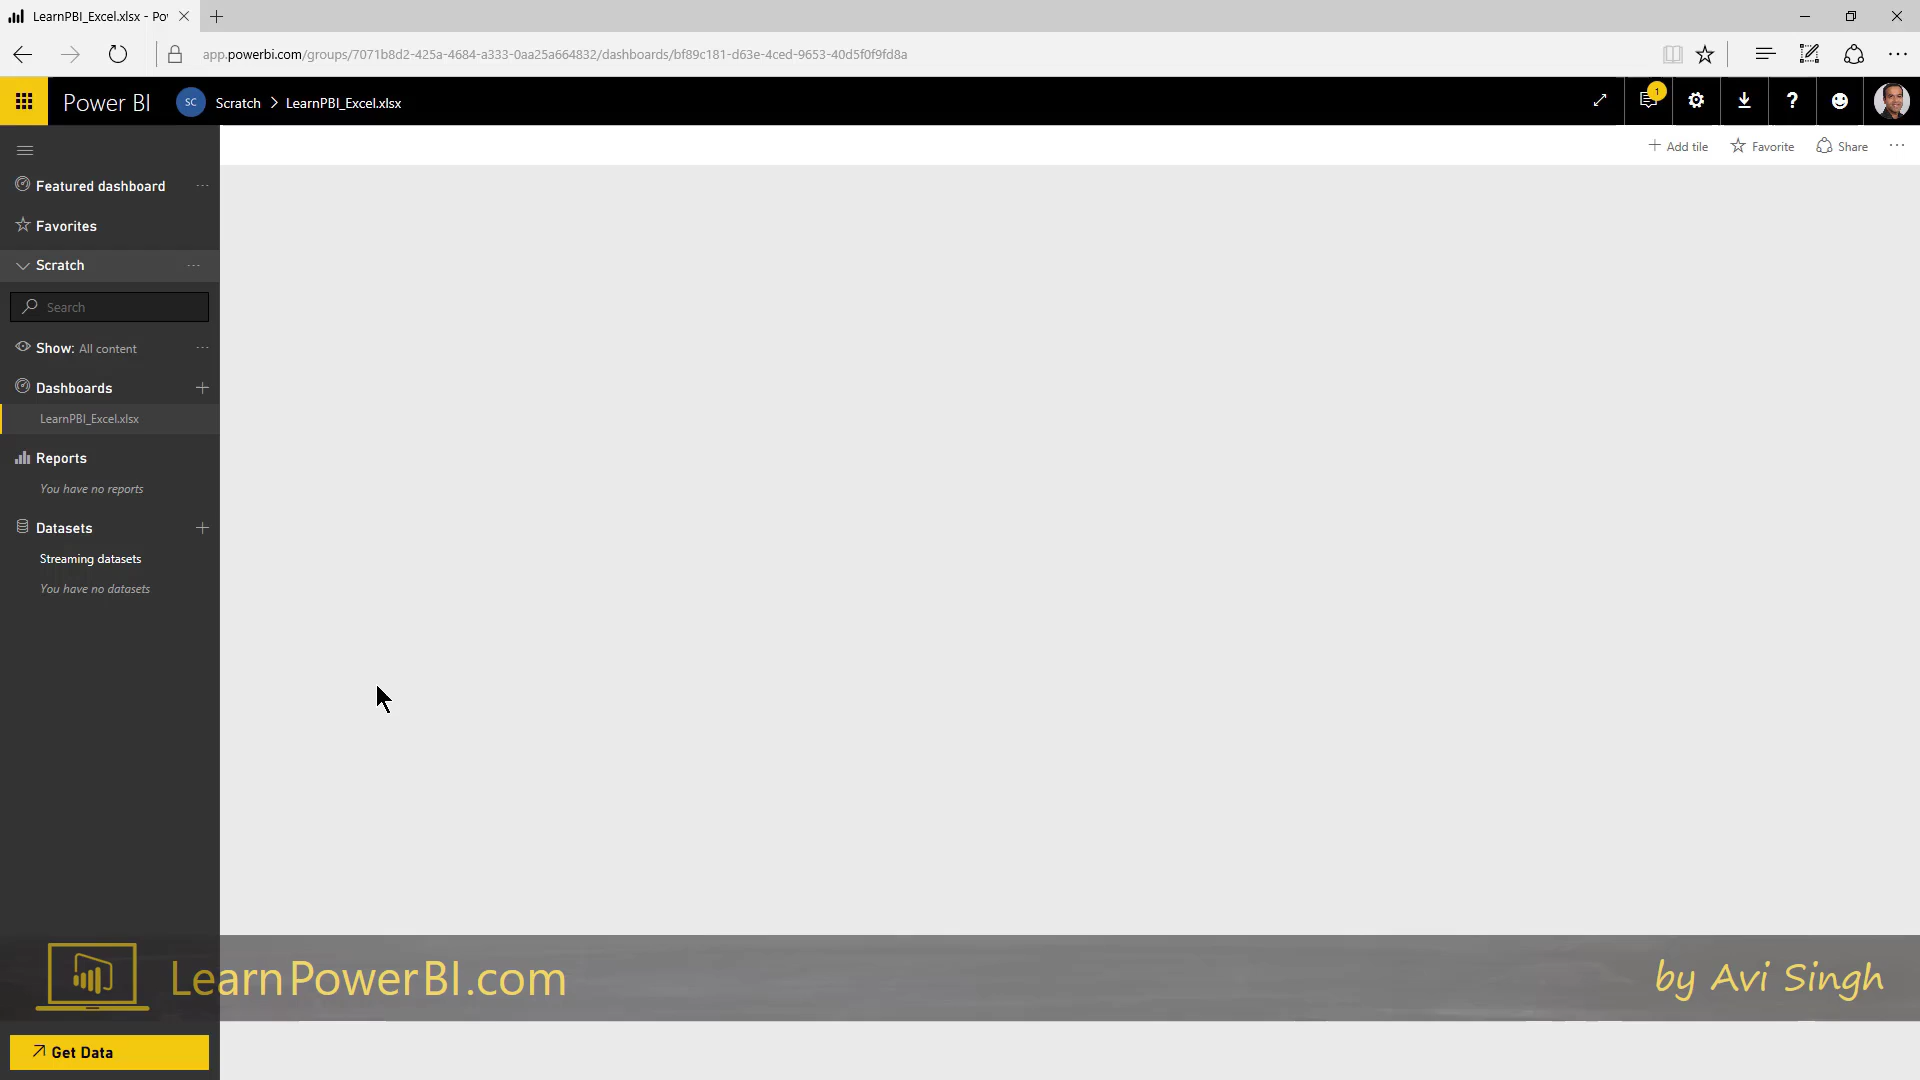 LearnPBI_Excel.xlsx - Po
app.powerbi.com/groups/7071b8d2-425a-4684-a333-0aa25a664832/dashboards/bf89c181-d63e-4ced-9653-40d5f0f9fd8a
Power BI SC Scratch > LearnPBI_Excel.xlsx 1 ?
Add tile Favorite Share
Featured dashboard
Favorites
Scratch
Search
Show: All content
Dashboards
LearnPBI_Excel.xlsx
Reports
You have no reports
Datasets
Streaming datasets
You have no datasets
LearnPowerBI.com by Avi Singh
Get Data